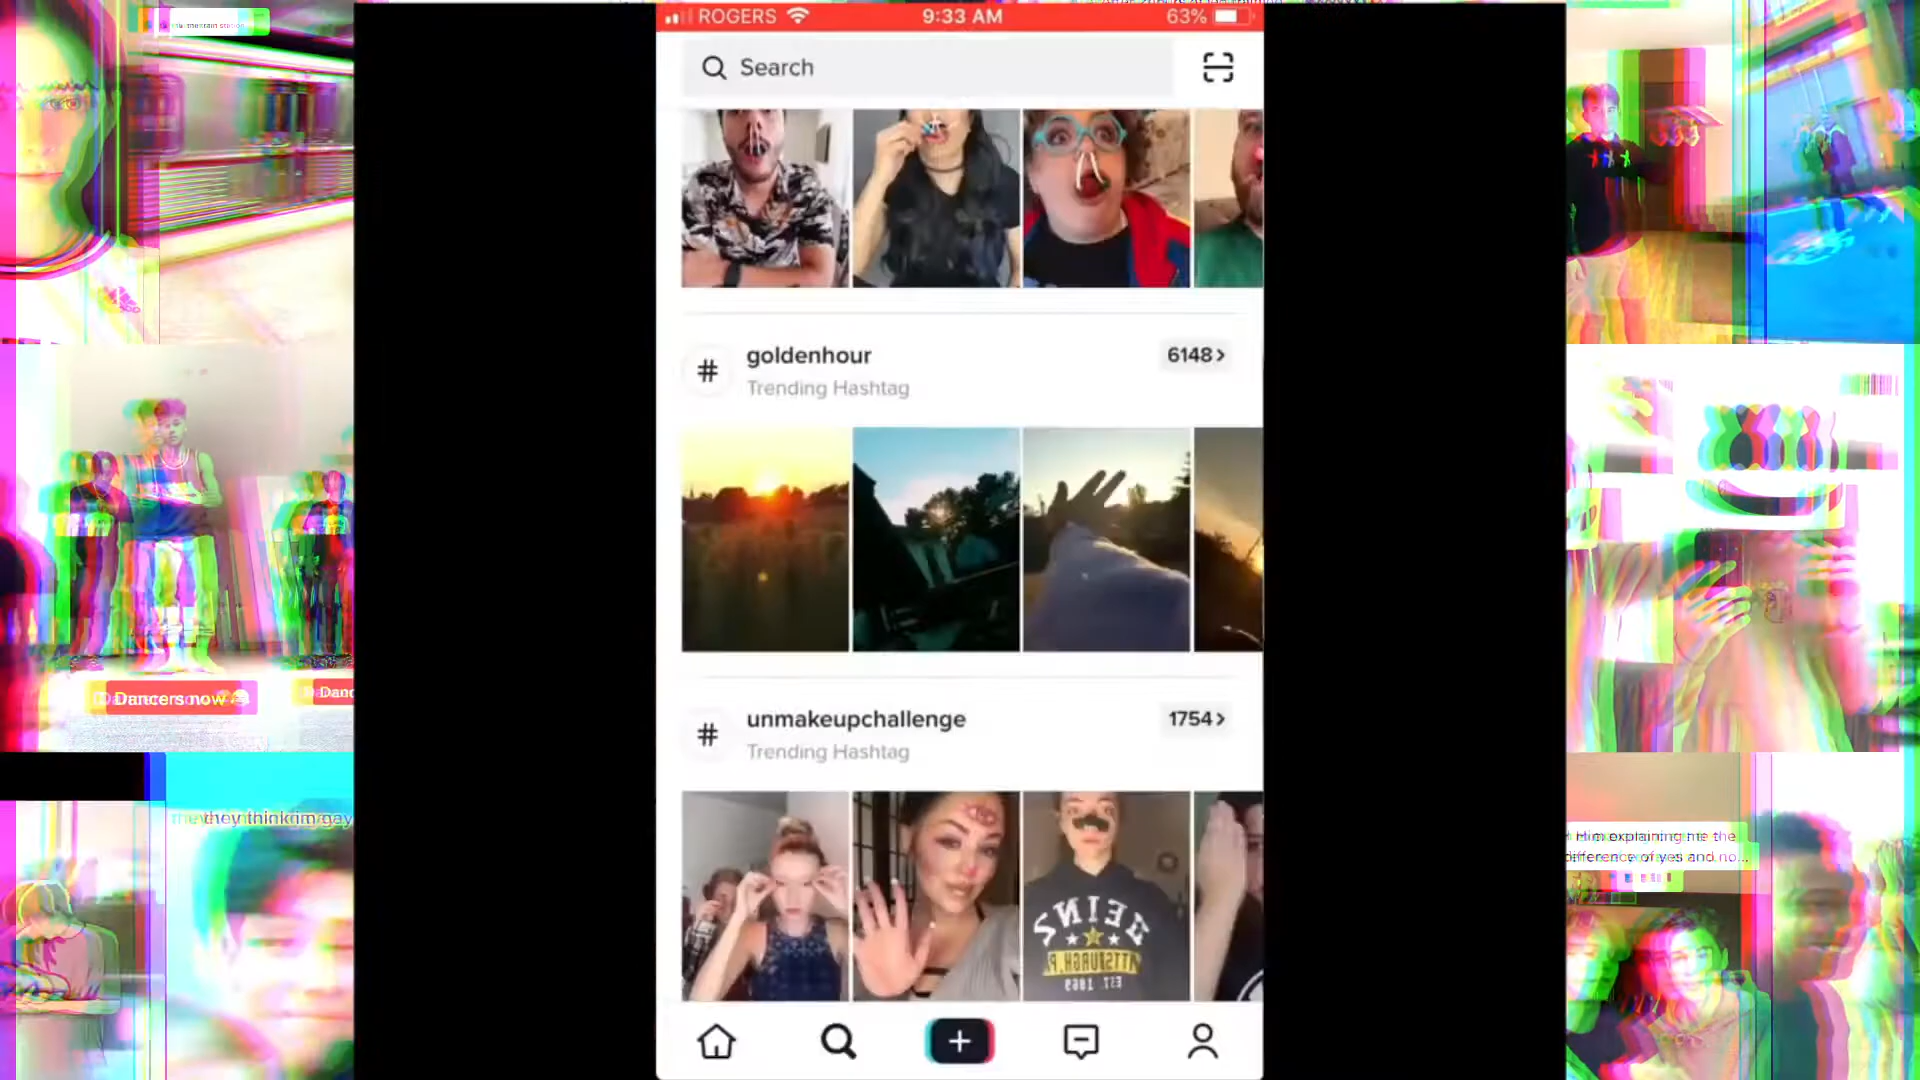 ROGERS
9:33 AM
63%
Search
goldenhour
6148
Trending Hashtag
unmakeupchallenge
1754
Trending Hashtag
Dancers now
they think im gay
Him explaining me the
difference of yes and no...